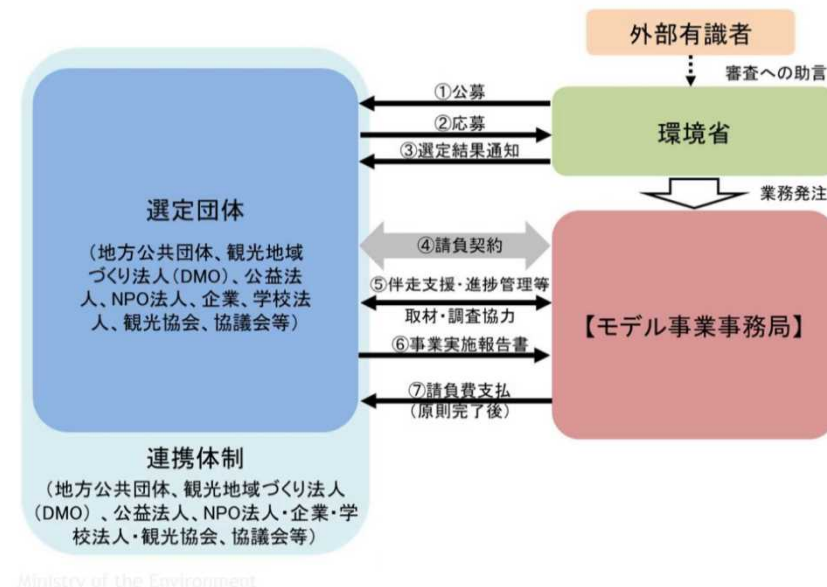 外部有識者
審査への助言
①公募
②応募
③選定結果通知
環境省
業務発注
選定団体
(地方公共団体、観光地域
づくり法人(DMO)、公益法
人、NPO法人、企業、学校法
人、観光協会、協議会等)
④請負契約
⑤伴走支援・進捗管理等
取材・調査協力
⑥事業実施報告書
⑦請負費支払
(原則完了後)
【モデル事業事務局】
連携体制
(地方公共団体、観光地域づくり法人
(DMO) 、公益法人、NPO法人・企業・学
校法人・観光協会、協議会等)
Ministry of the Environment